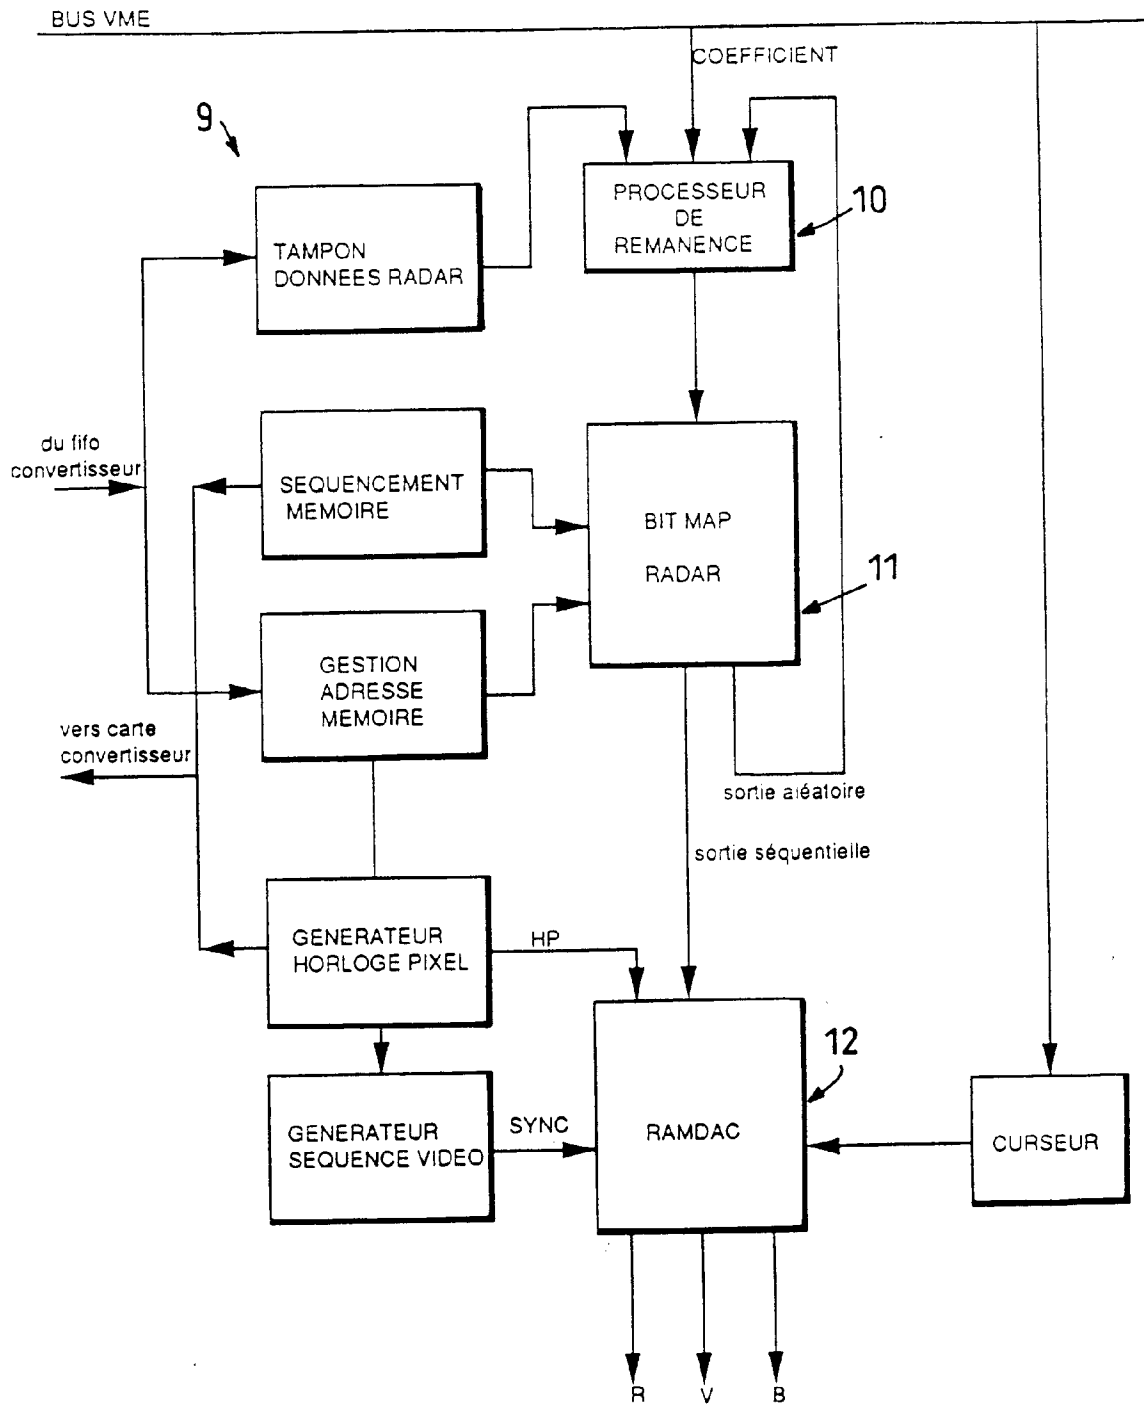 BUS VME
COEFFICIENT
9
PROCESSEUR
DE
REMANENCE
10
TAMPON
DONNEES RADAR
du fifo
convertisseur
SEQUENCEMENT
MEMOIRE
BIT MAP
RADAR
11
GESTION
ADRESSE
MEMOIRE
vers carte
convertisseur
sortie aléatoire
sortie séquentielle
GENERATEUR
HORLOGE PIXEL
HP
12
GENERATEUR
SEQUENCE VIDEO
SYNC
RAMDAC
CURSEUR
R V B